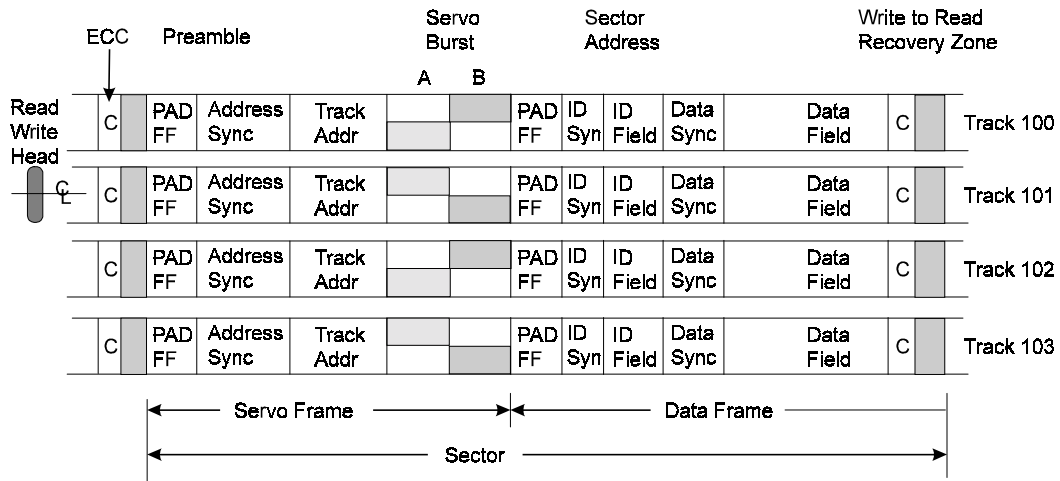 Servo Sector Write to Read
ECC Preamble Burst Address Recovery Zone
A B
Read PAD Address Track PAD ID ID Data Data
Write C FF Sync Addr FF Syn Field Sync Field C Track 100
Head
PAD Address Track PAD ID ID Data Data
CL C FF Sync Addr FF Syn Field Sync Field C Track 101
PAD Address Track PAD ID ID Data Data
C FF Sync Addr FF Syn Field Sync Field C Track 102
PAD Address Track PAD ID ID Data Data
C FF Sync Addr FF Syn Field Sync Field C Track 103
Servo Frame Data Frame
Sector